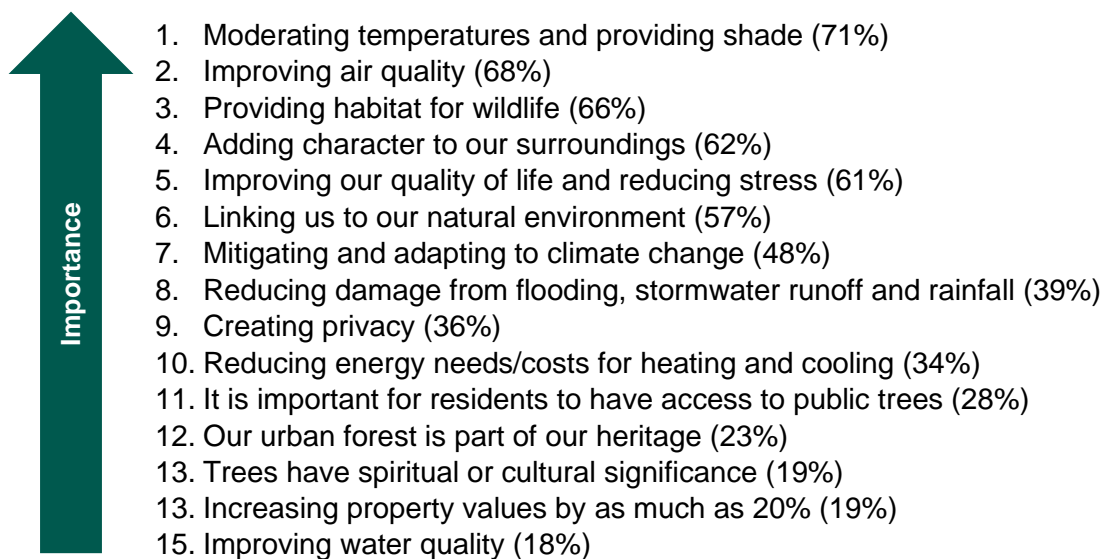 Importance
1. Moderating temperatures and providing shade (71%)
2. Improving air quality (68%)
3. Providing habitat for wildlife (66%)
4. Adding character to our surroundings (62%)
5. Improving our quality of life and reducing stress (61%)
6. Linking us to our natural environment (57%)
7. Mitigating and adapting to climate change (48%)
8. Reducing damage from flooding, stormwater runoff and rainfall (39%)
9. Creating privacy (36%)
10. Reducing energy needs/costs for heating and cooling (34%)
11. It is important for residents to have access to public trees (28%)
12. Our urban forest is part of our heritage (23%)
13. Trees have spiritual or cultural significance (19%)
13. Increasing property values by as much as 20% (19%)
15. Improving water quality (18%)